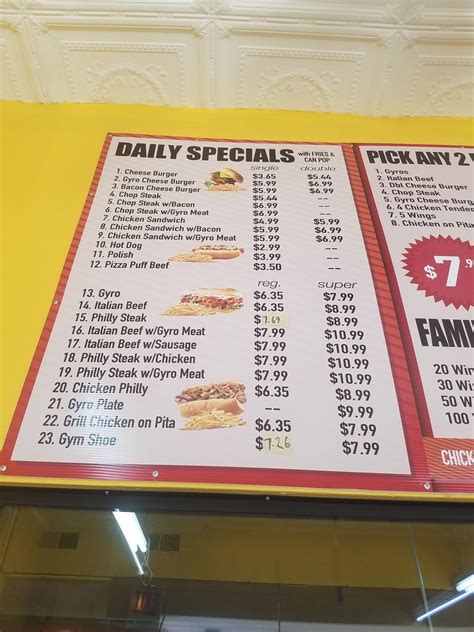 DAILY SPECIALS with FRIES & CAN POP
single double
1. Cheese Burger $3.65 $5.44
2. Gyro Cheese Burger $5.99 $6.99
3. Bacon Cheese Burger $5.99 $6.99
4. Chop Steak $5.44 --
5. Chop Steak w/Bacon $5.99 --
6. Chop Steak w/Gyro Meat $6.99 --
7. Chicken Sandwich $4.99 $5.99
8. Chicken Sandwich w/Bacon $5.99 $6.99
9. Chicken Sandwich w/Gyro Meat $5.99 $6.99
10. Hot Dog $2.99 --
11. Polish $3.99 --
12. Pizza Puff Beef $3.50 --
reg. super
13. Gyro $6.35 $7.99
14. Italian Beef $6.35 $8.99
15. Philly Steak $7.69 $8.99
16. Italian Beef w/Gyro Meat $7.99 $10.99
17. Italian Beef w/Sausage $7.99 $10.99
18. Philly Steak w/Chicken $7.99 $10.99
19. Philly Steak w/Gyro Meat $7.99 $10.99
20. Chicken Philly $6.35 $8.99
21. Gyro Plate -- $9.99
22. Grill Chicken on Pita $6.35 $7.99
23. Gym Shoe $7.26 $7.99
PICK ANY 2
1. Gyros
2. Italian Beef
3. Dbl Cheese Burger
4. Chop Steak
5. Gyro Cheese Burg
6. 4 Chicken Tender
7. 5 Wings
8. Chicken on Pita
$7.9
FAMI
20 Win
30 Wi
50 W
100
CHICK